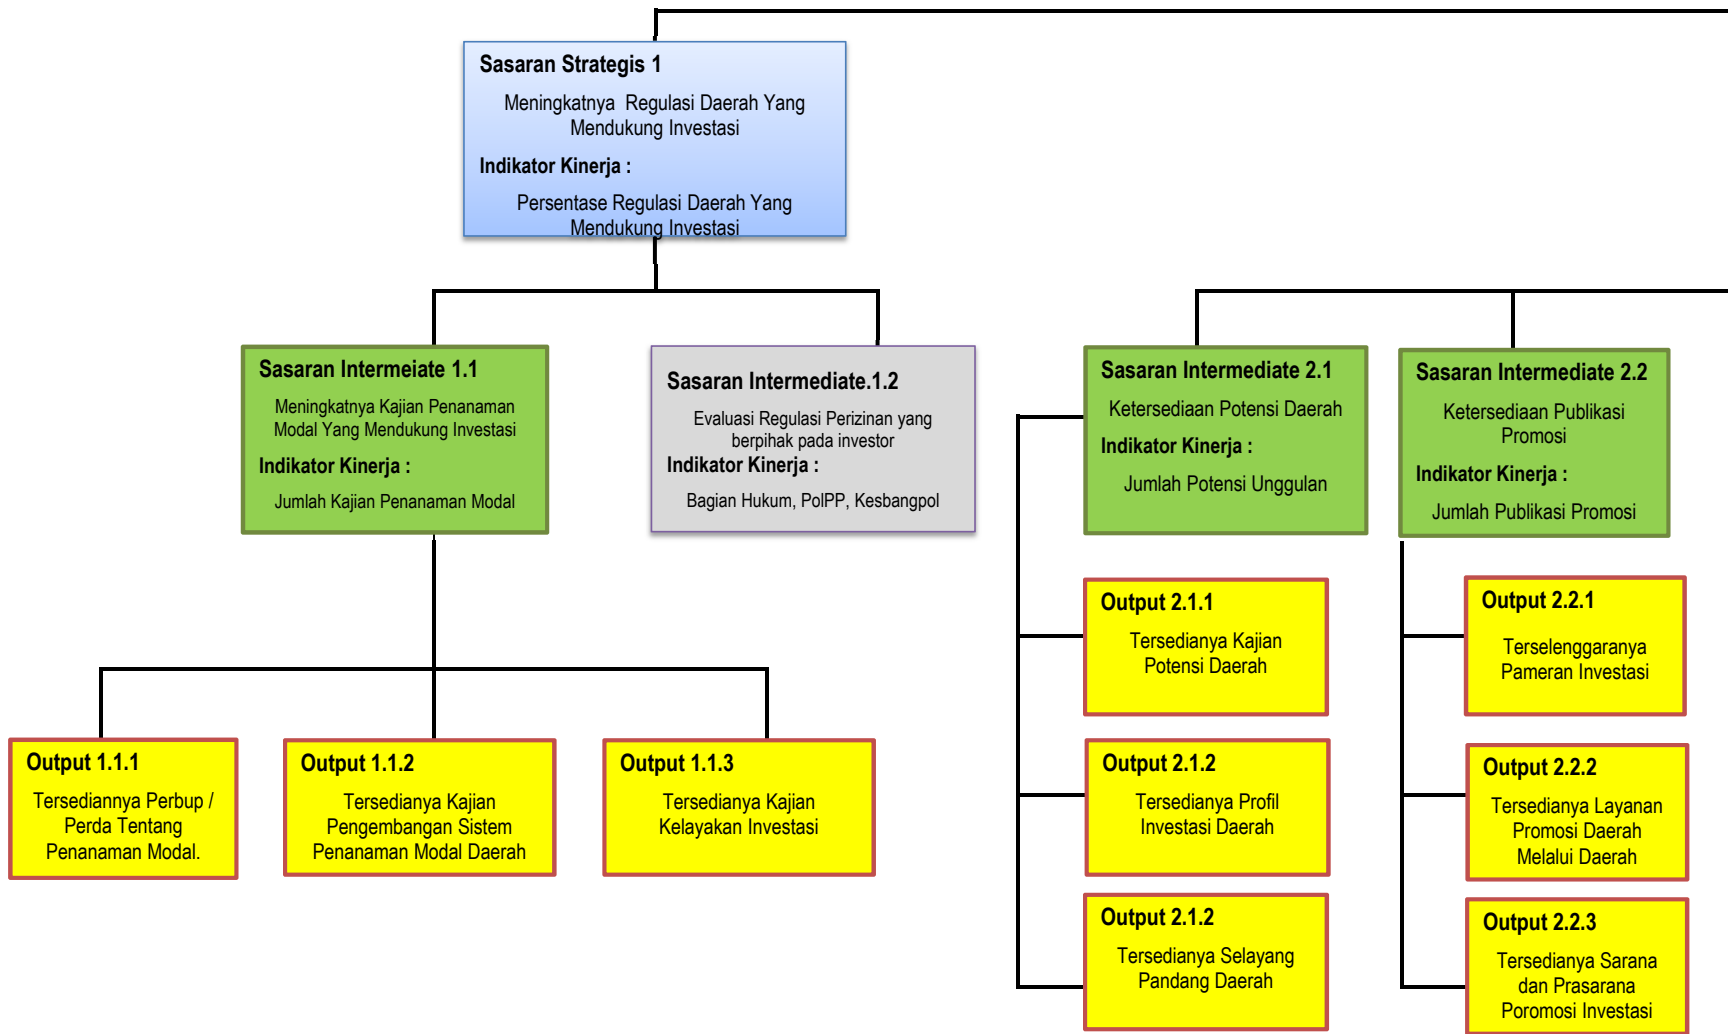 Sasaran Strategis 1
Meningkatnya Regulasi Daerah Yang
Mendukung Investasi
Indikator Kinerja :
Persentase Regulasi Daerah Yang
Mendukung Investasi
Sasaran Intermeiate 1.1
Meningkatnya Kajian Penanaman
Modal Yang Mendukung Investasi
Indikator Kinerja :
Jumlah Kajian Penanaman Modal
Sasaran Intermediate.1.2
Evaluasi Regulasi Perizinan yang
berpihak pada investor
Indikator Kinerja :
Bagian Hukum, PolPP, Kesbangpol
Sasaran Intermediate 2.1
Ketersediaan Potensi Daerah
Indikator Kinerja :
Jumlah Potensi Unggulan
Sasaran Intermediate 2.2
Ketersediaan Publikasi
Promosi
Indikator Kinerja :
Jumlah Publikasi Promosi
Output 1.1.1
Tersediannya Perbup /
Perda Tentang
Penanaman Modal.
Output 1.1.2
Tersedianya Kajian
Pengembangan Sistem
Penanaman Modal Daerah
Output 1.1.3
Tersedianya Kajian
Kelayakan Investasi
Output 2.1.1
Tersedianya Kajian
Potensi Daerah
Output 2.1.2
Tersedianya Profil
Investasi Daerah
Output 2.1.2
Tersedianya Selayang
Pandang Daerah
Output 2.2.1
Terselenggaranya
Pameran Investasi
Output 2.2.2
Tersedianya Layanan
Promosi Daerah
Melalui Daerah
Output 2.2.3
Tersedianya Sarana
dan Prasarana
Poromosi Investasi